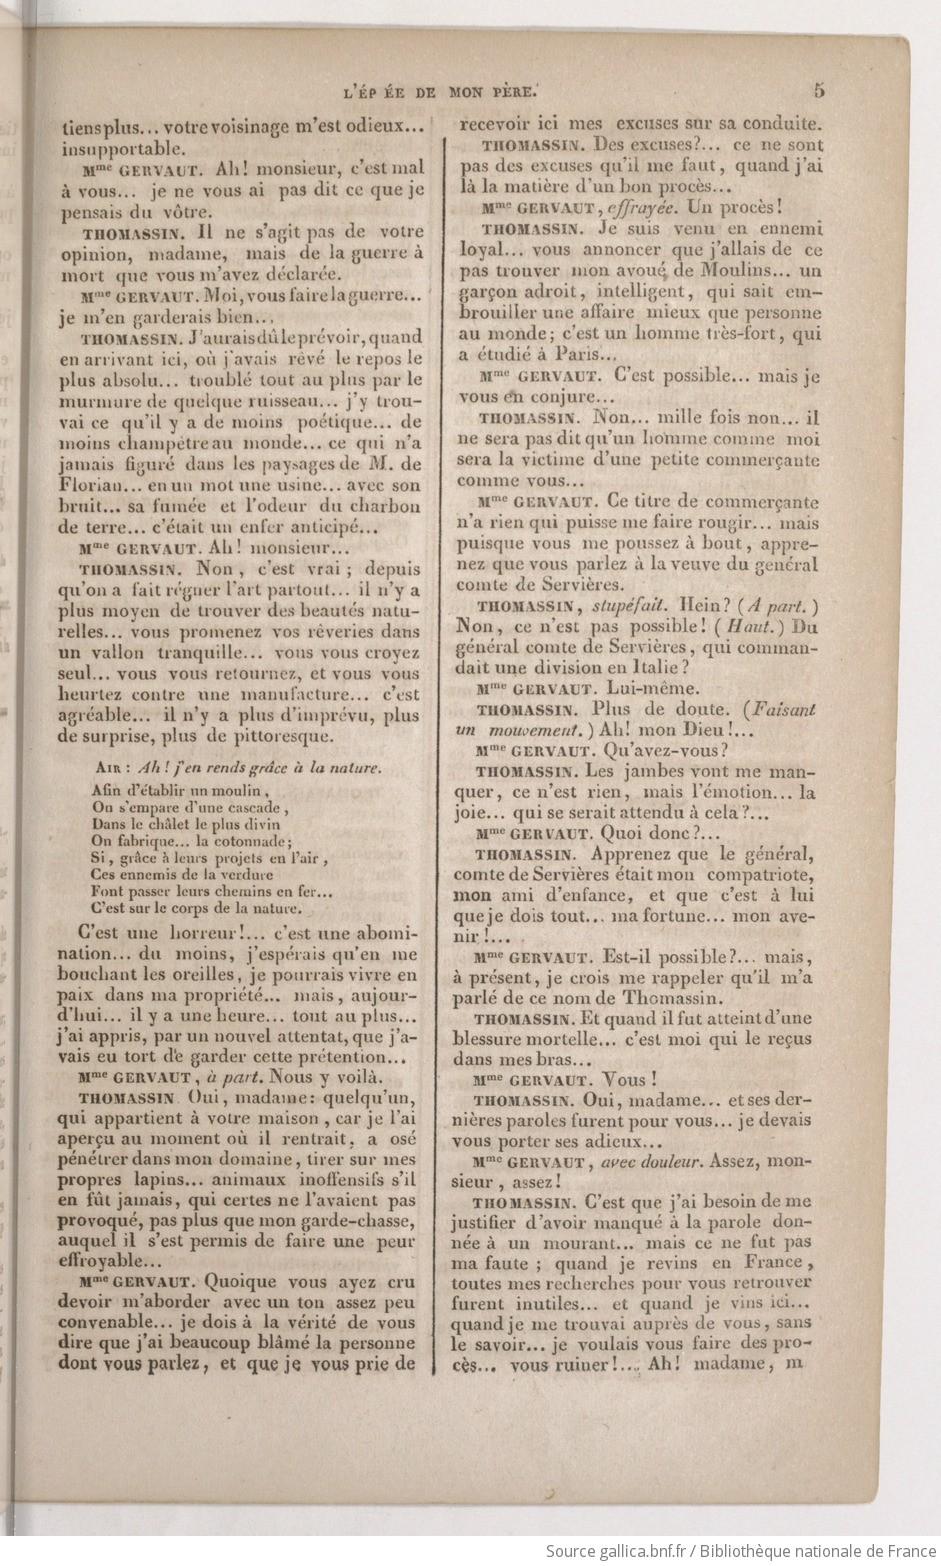 L'ÉPÉE DE MON PÈRE. 5
tiens plus... votre voisinage m'est odieux...
insupportable.
Mme GERVAUT. Ah! monsieur, c'est mal
à vous... je ne vous ai pas dit ce que je
pensais du vôtre.
THOMASSIN. Il ne s'agit pas de votre
opinion, madame, mais de la guerre à
mort que vous m'avez déclarée.
Mme GERVAUT. Moi, vous faire la guerre...
je m'en garderais bien...
THOMASSIN. J'aurais dû le prévoir, quand
en arrivant ici, où j'avais rêvé le repos le
plus absolu... troublé tout au plus par le
murmure de quelque ruisseau... j'y trou-
vai ce qu'il y a de moins poétique... de
moins champêtre au monde... ce qui n'a
jamais figuré dans les paysages de M. de
Florian... en un mot une usine... avec son
bruit... sa fumée et l'odeur du charbon
de terre... c'était un enfer anticipé...
Mme GERVAUT. Ah! monsieur...
THOMASSIN. Non, c'est vrai; depuis
qu'on a fait régner l'art partout... il n'y a
plus moyen de trouver des beautés natu-
relles... vous promenez vos rêveries dans
un vallon tranquille... vous vous croyez
seul... vous vous retournez, et vous vous
heurtez contre une manufacture... c'est
agréable... il n'y a plus d'imprévu, plus
de surprise, plus de pittoresque.
AIR: Ah! j'en rends grâce à la nature.
Afin d'établir un moulin,
On s'empare d'une cascade,
Dans le châlet le plus divin
On fabrique... la cotonnade;
Si, grâce à leurs projets en l'air,
Ces ennemis de la verdure
Font passer leurs chemins en fer...
C'est sur le corps de la nature.
C'est une horreur!... c'est une abomi-
nation... du moins, j'espérais qu'en me
bouchant les oreilles, je pourrais vivre en
paix dans ma propriété... mais, aujour-
d'hui... il y a une heure... tout au plus...
j'ai appris, par un nouvel attentat, que j'a-
vais eu tort de garder cette prétention...
Mme GERVAUT, à part. Nous y voilà.
THOMASSIN. Oui, madame: quelqu'un,
qui appartient à votre maison, car je l'ai
aperçu au moment où il rentrait, a osé
pénétrer dans mon domaine, tirer sur mes
propres lapins... animaux inoffensifs s'il
en fût jamais, qui certes ne l'avaient pas
provoqué, pas plus que mon garde-chasse,
auquel il s'est permis de faire une peur
effroyable...
Mme GERVAUT. Quoique vous ayez cru
devoir m'aborder avec un ton assez peu
convenable... je dois à la vérité de vous
dire que j'ai beaucoup blâmé la personne
dont vous parlez, et que je vous prie de
recevoir ici mes excuses sur sa conduite.
THOMASSIN. Des excuses?... ce ne sont
pas des excuses qu'il me faut, quand j'ai
là la matière d'un bon procès...
Mme GERVAUT, effrayée. Un procès!
THOMASSIN. Je suis venu en ennemi
loyal... vous annoncer que j'allais de ce
pas trouver mon avoué, de Moulins... un
garçon adroit, intelligent, qui sait em-
brouiller une affaire mieux que personne
au monde; c'est un homme très-fort, qui
a étudié à Paris...
Mme GERVAUT. C'est possible... mais je
vous en conjure...
THOMASSIN. Non... mille fois non... il
ne sera pas dit qu'un homme comme moi
sera la victime d'une petite commerçante
comme vous...
Mme GERVAUT. Ce titre de commerçante
n'a rien qui puisse me faire rougir... mais
puisque vous me poussez à bout, appre-
nez que vous parlez à la veuve du général
comte de Servières.
THOMASSIN, stupéfait. Hein? (A part.)
Non, ce n'est pas possible! (Haut.) Du
général comte de Servières, qui comman-
dait une division en Italie?
Mme GERVAUT. Lui-même.
THOMASSIN. Plus de doute. (Faisant
un mouvement.) Ah! mon Dieu!...
Mme GERVAUT. Qu'avez-vous?
THOMASSIN. Les jambes vont me man-
quer, ce n'est rien, mais l'émotion... la
joie... qui se serait attendu à cela?...
Mme GERVAUT. Quoi donc?...
THOMASSIN. Apprenez que le général,
comte de Servières était mon compatriote,
mon ami d'enfance, et que c'est à lui
que je dois tout... ma fortune... mon ave-
nir!...
Mme GERVAUT. Est-il possible?... mais,
à présent, je crois me rappeler qu'il m'a
parlé de ce nom de Thomassin.
THOMASSIN. Et quand il fut atteint d'une
blessure mortelle... c'est moi qui le reçus
dans mes bras...
Mme GERVAUT. Vous!
THOMASSIN. Oui, madame... et ses der-
nières paroles furent pour vous... je devais
vous porter ses adieux...
Mme GERVAUT, avec douleur. Assez, mon-
sieur, assez!
THOMASSIN. C'est que j'ai besoin de me
justifier d'avoir manqué à la parole don-
née à un mourant... mais ce ne fut pas
ma faute; quand je revins en France,
toutes mes recherches pour vous retrouver
furent inutiles... et quand je vins ici...
quand je me trouvai auprès de vous, sans
le savoir... je voulais vous faire des pro-
cès... vous ruiner!... Ah! madame, m
Source gallica.bnf.fr / Bibliothèque nationale de France